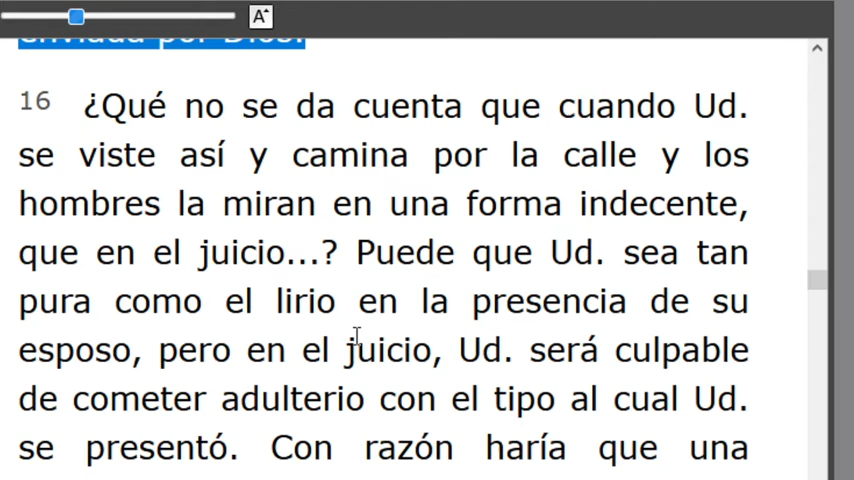 A
enviada por Dios.
16 ¿Qué no se da cuenta que cuando Ud.
se viste así y camina por la calle y los
hombres la miran en una forma indecente,
que en el juicio...? Puede que Ud. sea tan
pura como el lirio en la presencia de su
esposo, pero en el juicio, Ud. será culpable
de cometer adulterio con el tipo al cual Ud.
se presentó. Con razón haría que una